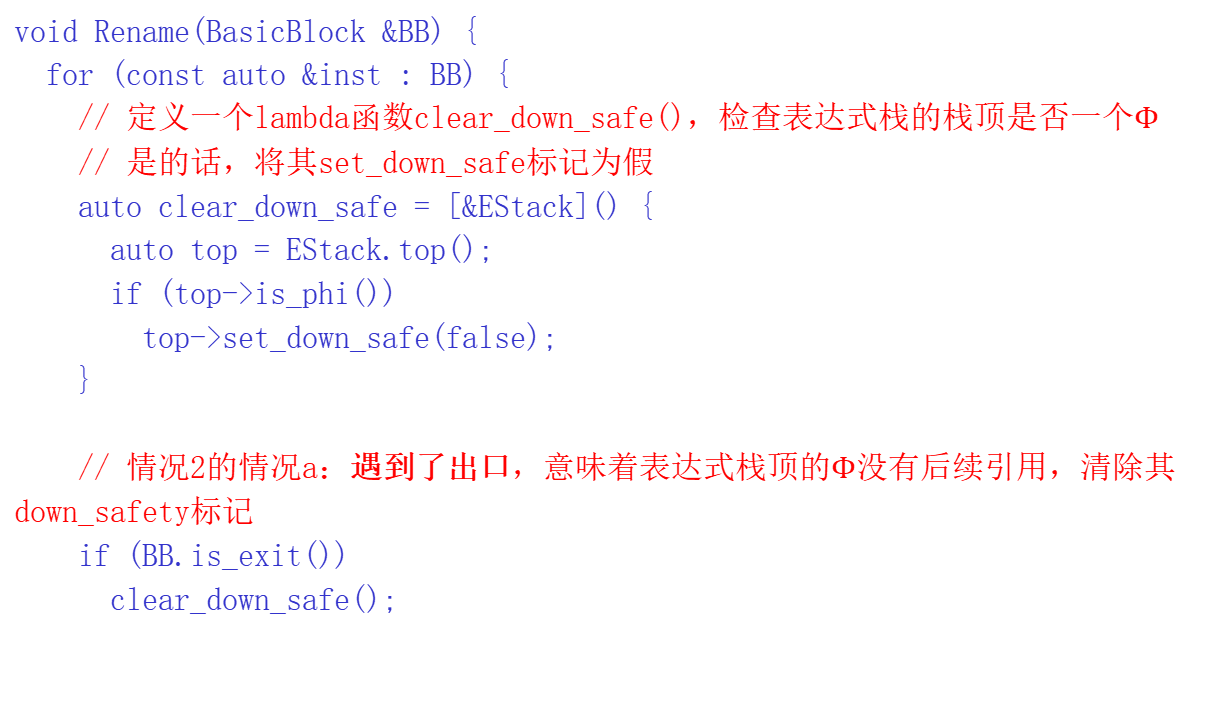 void Rename(BasicBlock &BB) {
  for (const auto &inst : BB) {
    // 定义一个lambda函数clear_down_safe(), 检查表达式栈的栈顶是否一个Φ
    // 是的话，将其set_down_safe标记为假
    auto clear_down_safe = [&EStack]() {
      auto top = EStack.top();
      if (top->is_phi())
        top->set_down_safe(false);
    }
    // 情况2的情况a：遇到了出口，意味着表达式栈顶的Φ没有后续引用，清除其
down_safety标记
    if (BB.is_exit())
      clear_down_safe();